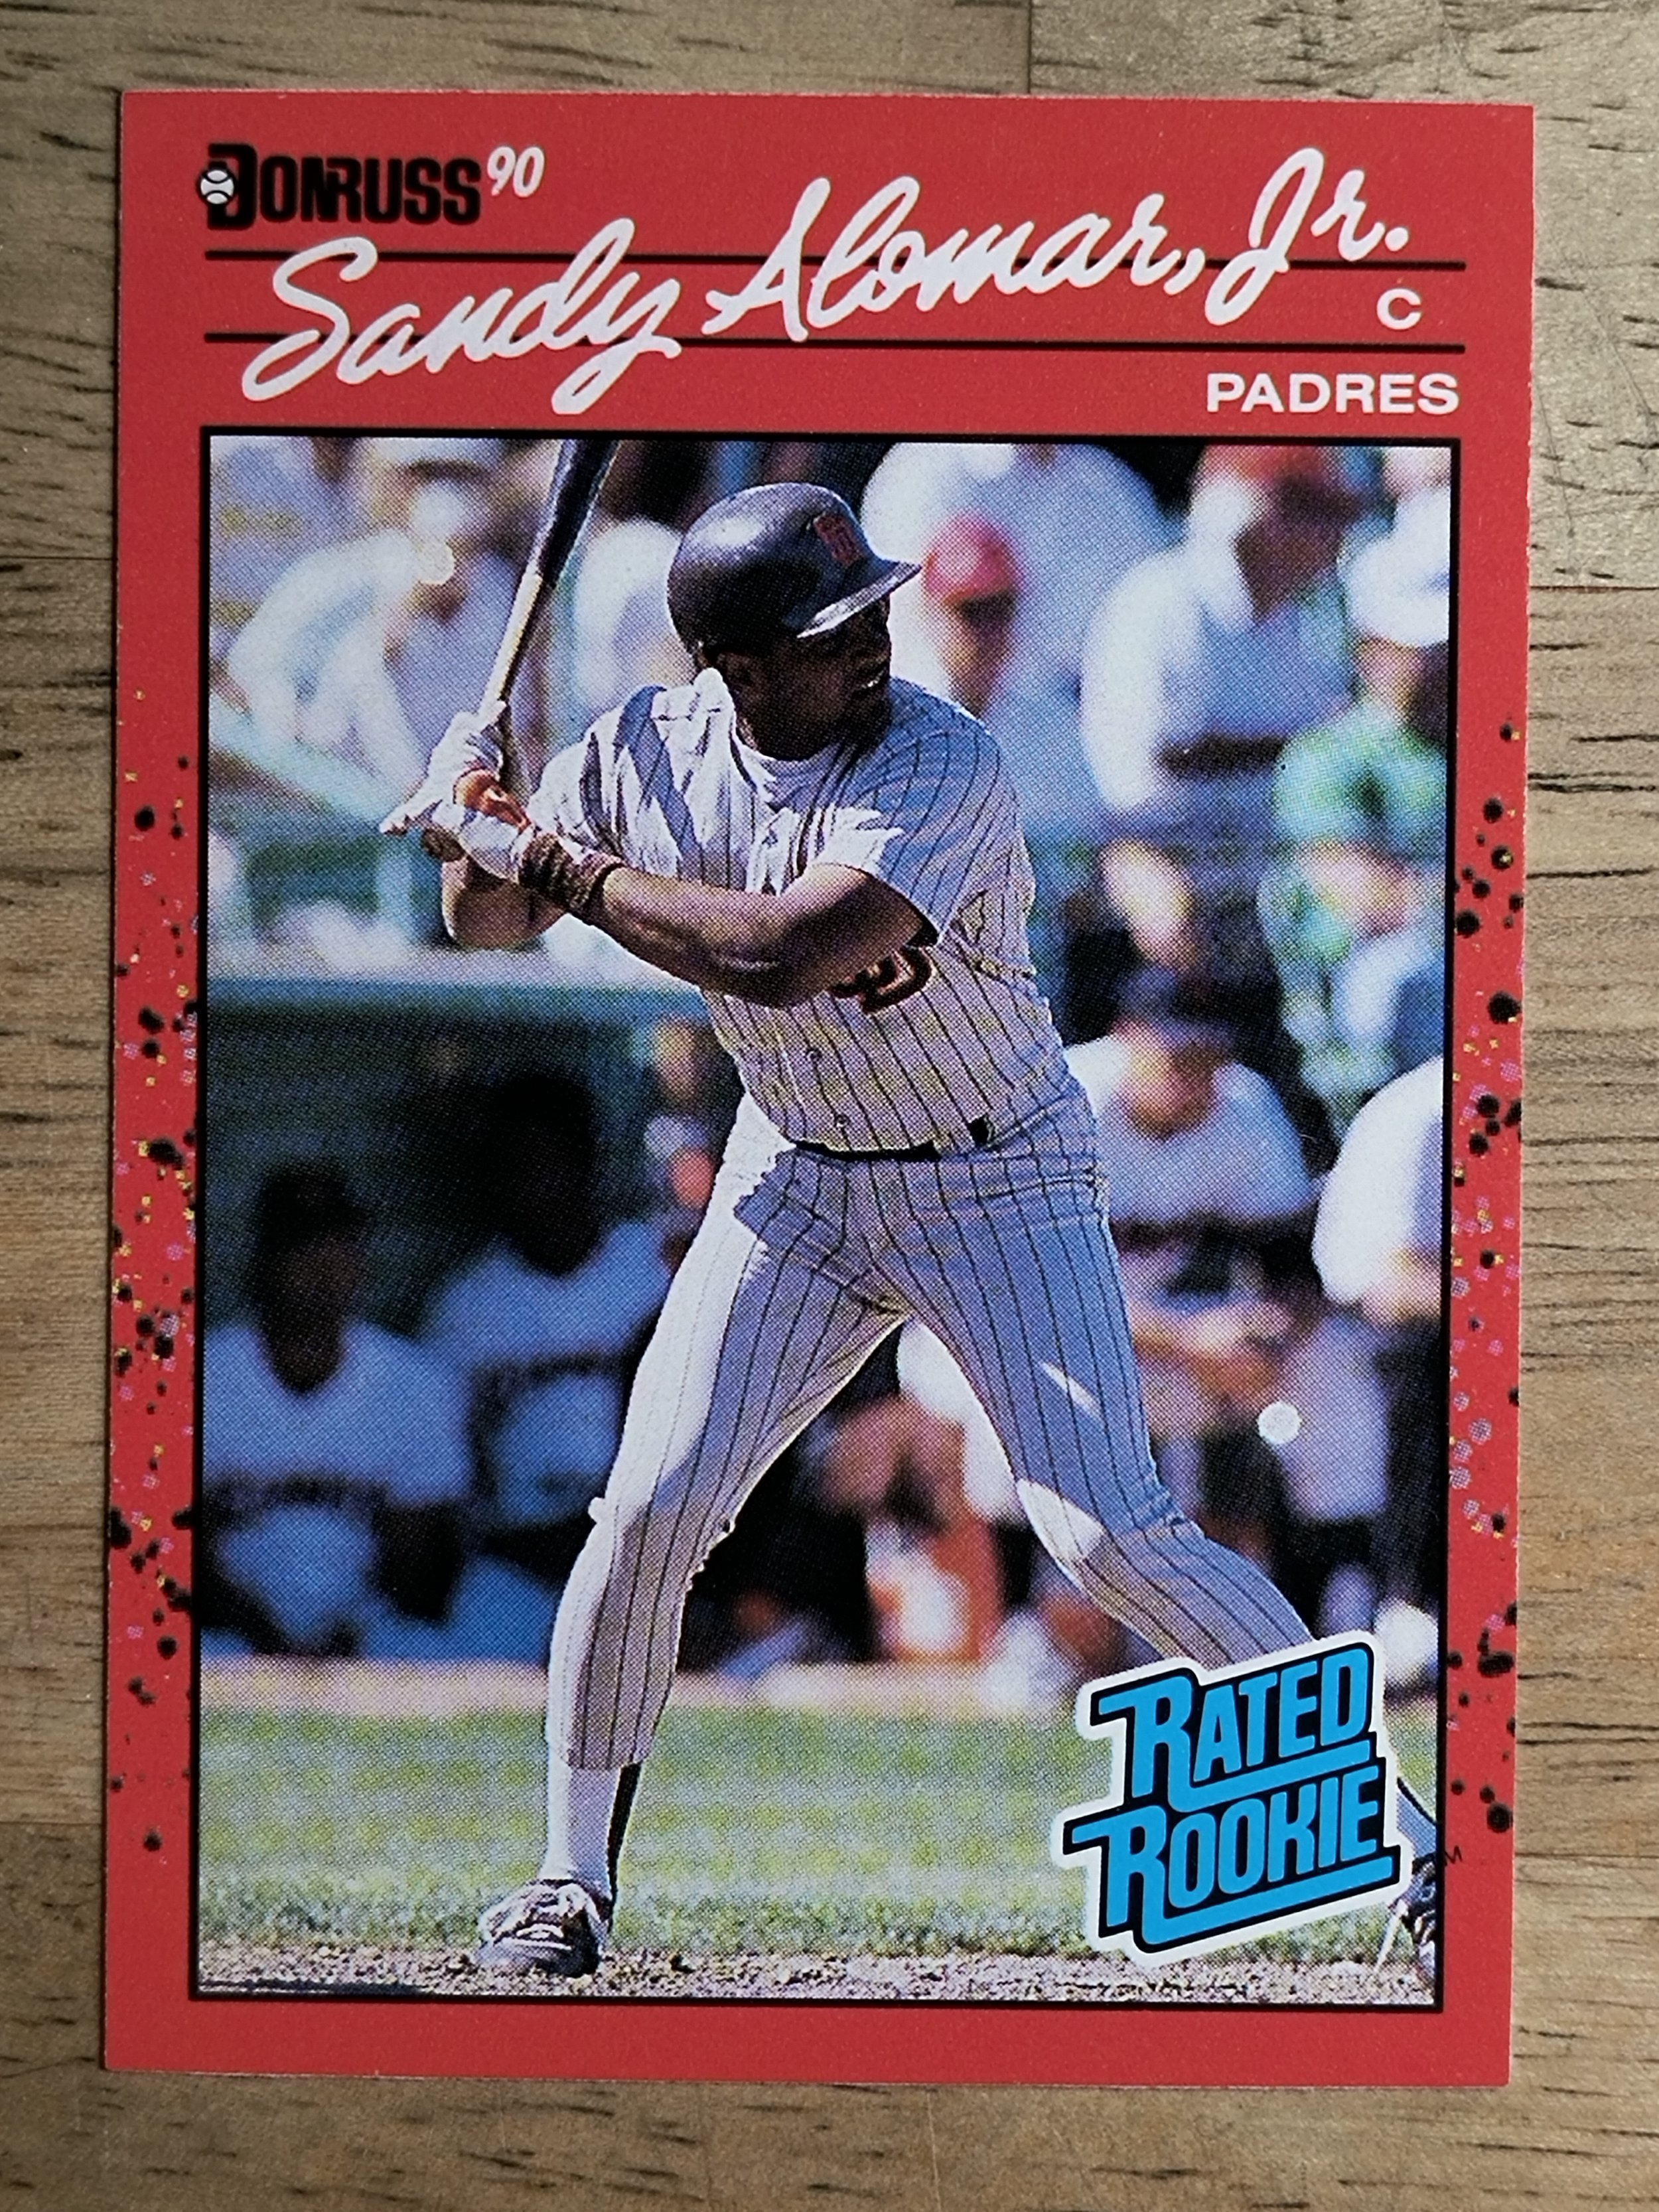 DONRUSS 90
Sandy Alomar, Jr.
C
PADRES
RATED
ROOKIE